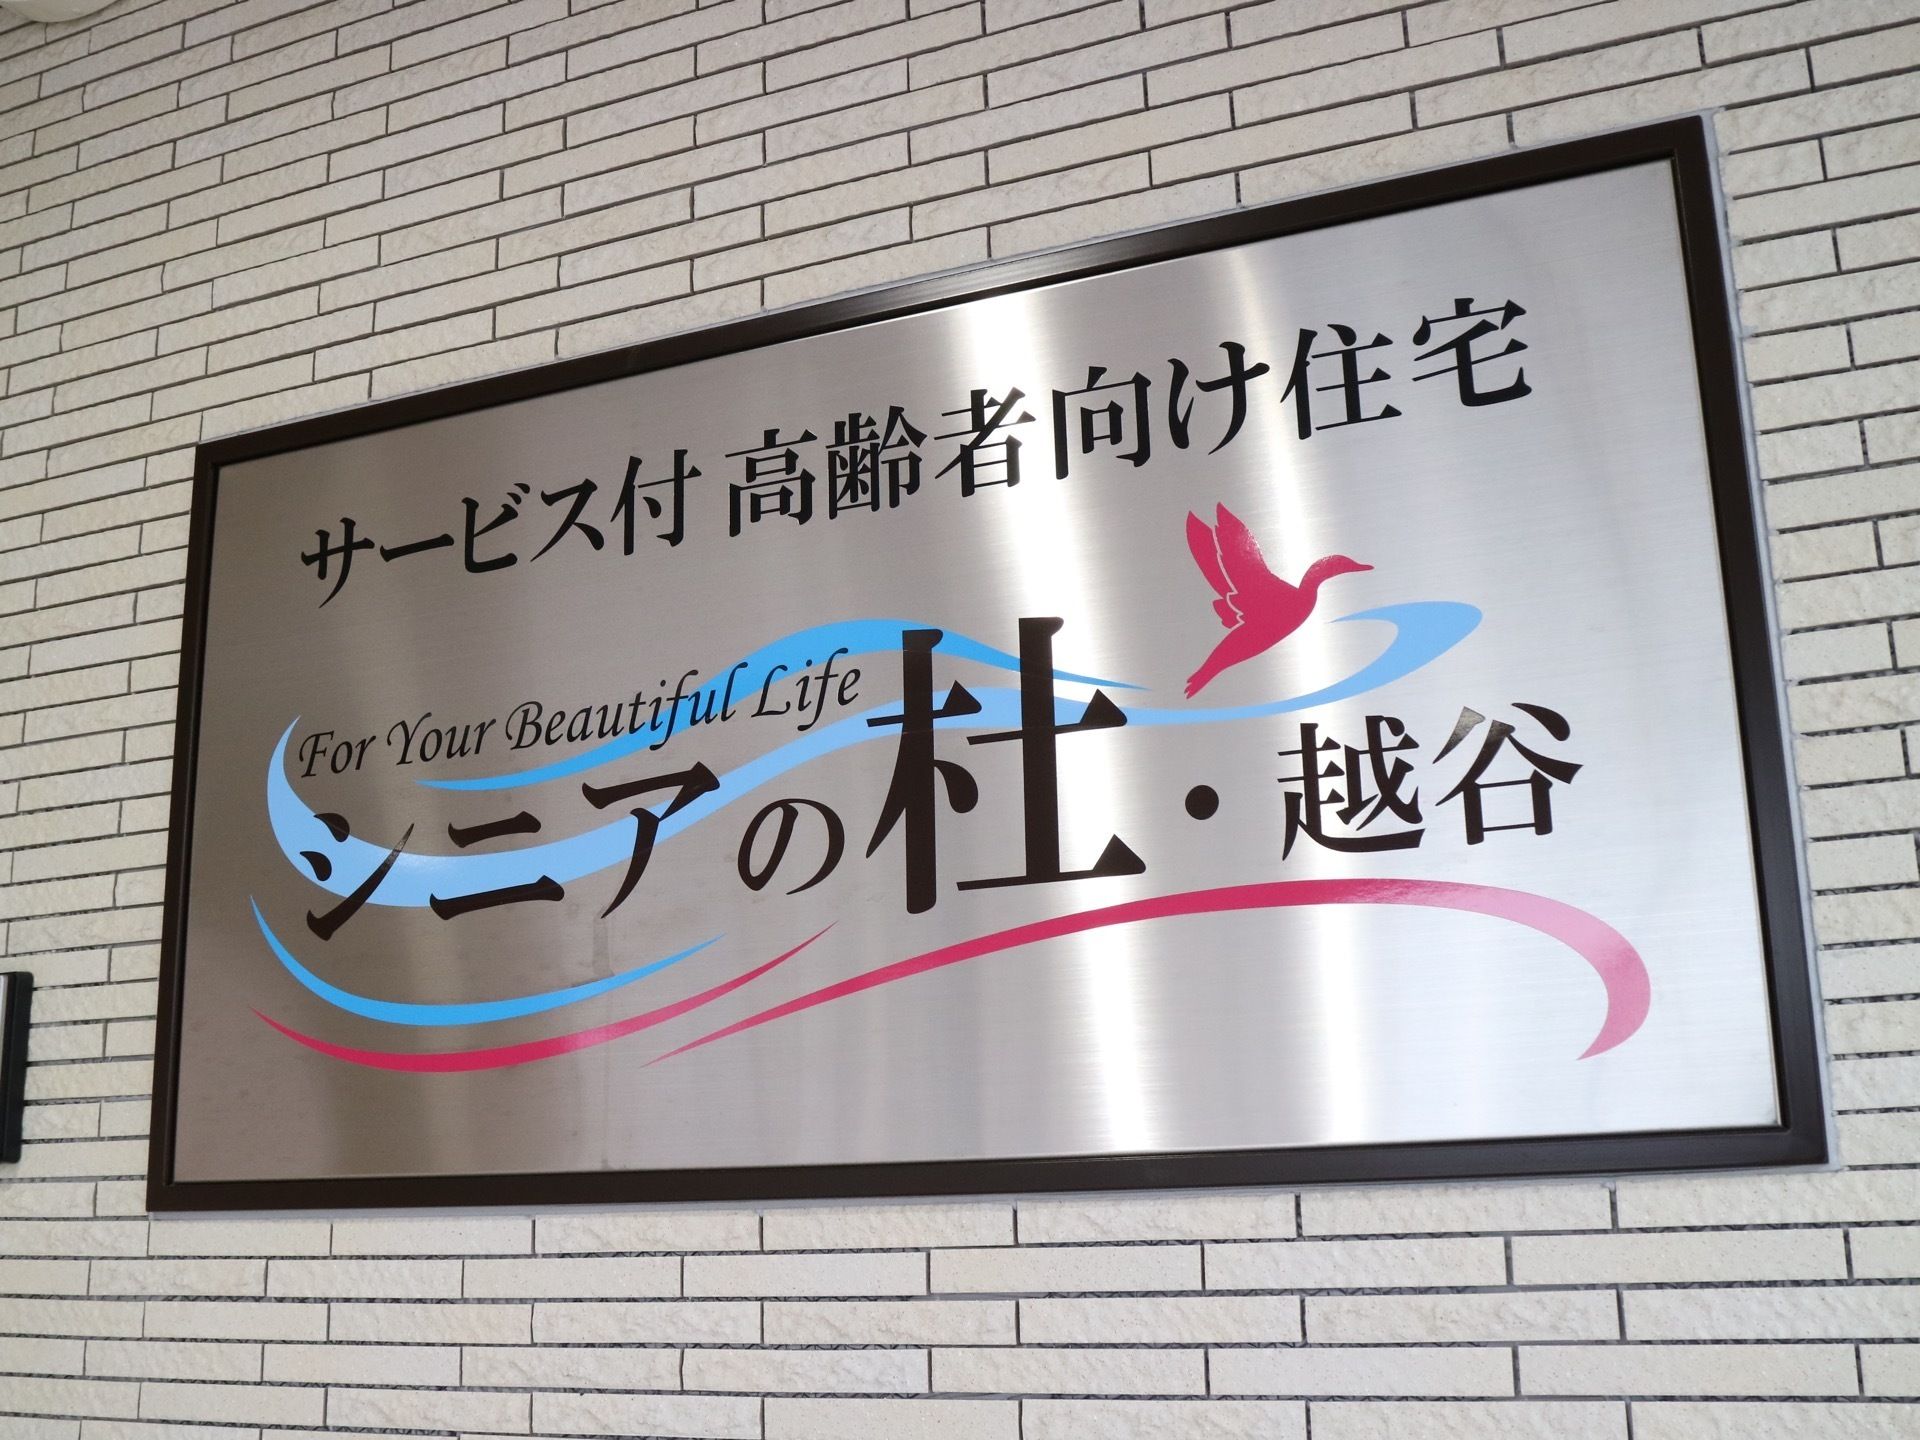 サービス付 高齢者向け住宅
For Your Beautiful Life
シニアの杜・越谷